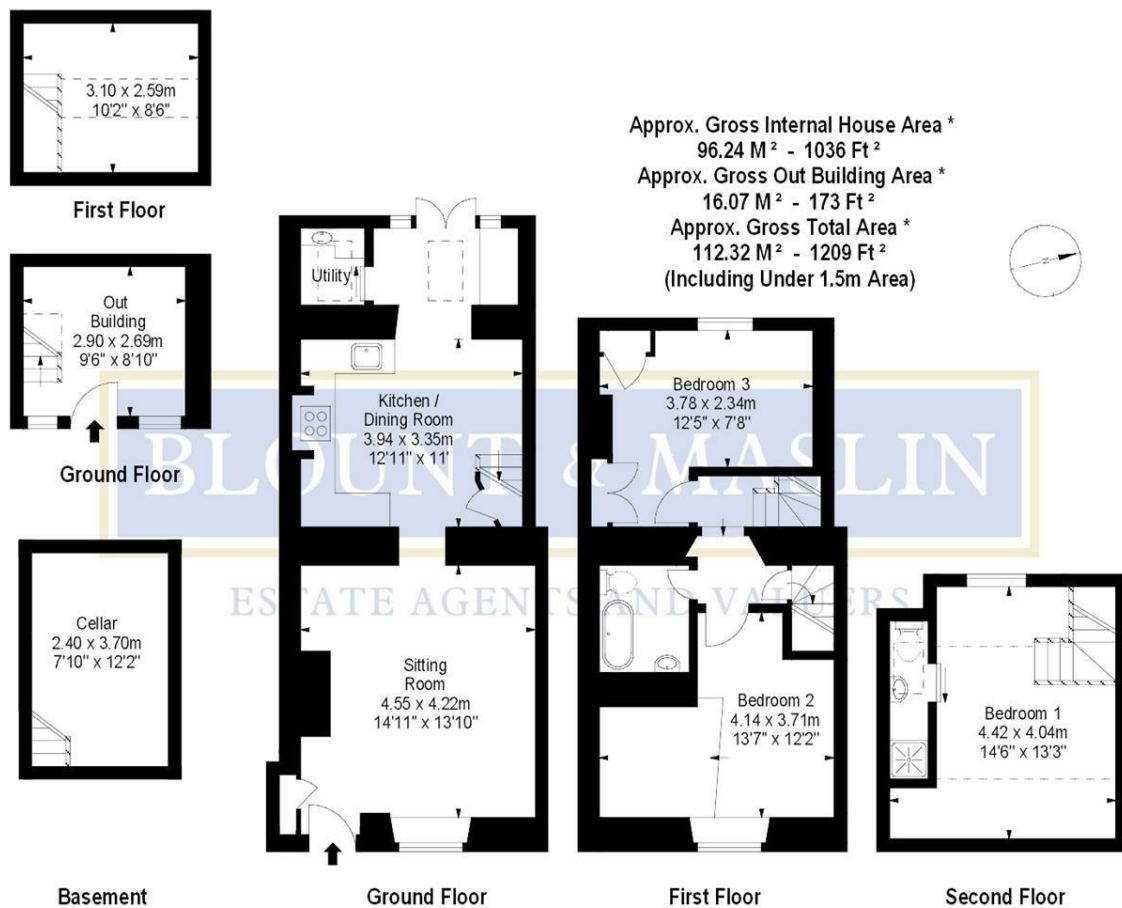 3.10 x 2.59m
10'2" x 8'6"
First Floor
Approx. Gross Internal House Area *
96.24 M² - 1036 Ft²
Approx. Gross Out Building Area *
16.07 M² - 173 Ft²
Approx. Gross Total Area *
112.32 M² - 1209 Ft²
(Including Under 1.5m Area)
Out
Building
2.90 x 2.69m
9'6" x 8'10"
Ground Floor
Utility
Kitchen /
Dining Room
3.94 x 3.35m
12'11" x 11'
Bedroom 3
3.78 x 2.34m
12'5" x 7'8"
BLOUNT & MASLIN
ESTATE AGENTS AND VALUERS
Cellar
2.40 x 3.70m
7'10" x 12'2"
Sitting
Room
4.55 x 4.22m
14'11" x 13'10"
Bedroom 2
4.14 x 3.71m
13'7" x 12'2"
Bedroom 1
4.42 x 4.04m
14'6" x 13'3"
Basement
Ground Floor
First Floor
Second Floor